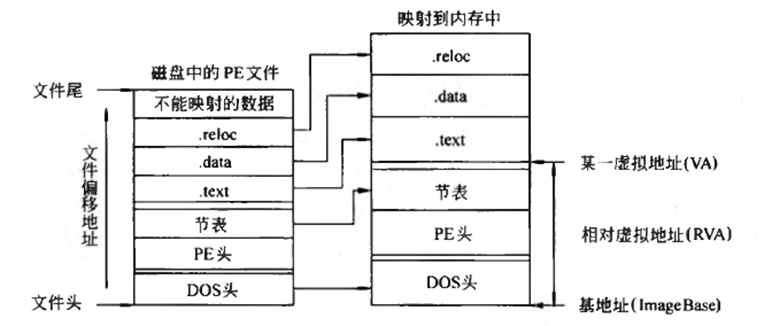 映射到内存中
磁盘中的 PE 文件
文件尾
不能映射的数据
.reloc
.data
.text
节表
PE头
DOS头
文件头
文件偏移地址
.reloc
.data
.text
节表
PE头
DOS头
某一虚拟地址(VA)
相对虚拟地址(RVA)
基地址(ImageBase)